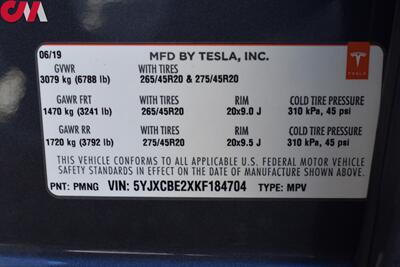 CM
06/19 MFD BY TESLA, INC.
GVWR WITH TIRES
3079 kg (6788 lb) 265/45R20 & 275/45R20
TESLA
GAWR FRT WITH TIRES RIM COLD TIRE PRESSURE
1470 kg (3241 lb) 265/45R20 20x9.0 J 310 kPa, 45 psi
GAWR RR WITH TIRES RIM COLD TIRE PRESSURE
1720 kg (3792 lb) 275/45R20 20x9.5 J 310 kPa, 45 psi
THIS VEHICLE CONFORMS TO ALL APPLICABLE U.S. FEDERAL MOTOR VEHICLE
SAFETY STANDARDS IN EFFECT ON THE DATE OF MANUFACTURE SHOWN ABOVE.
PNT: PMNG VIN: 5YJXCBE2XKF184704 TYPE: MPV